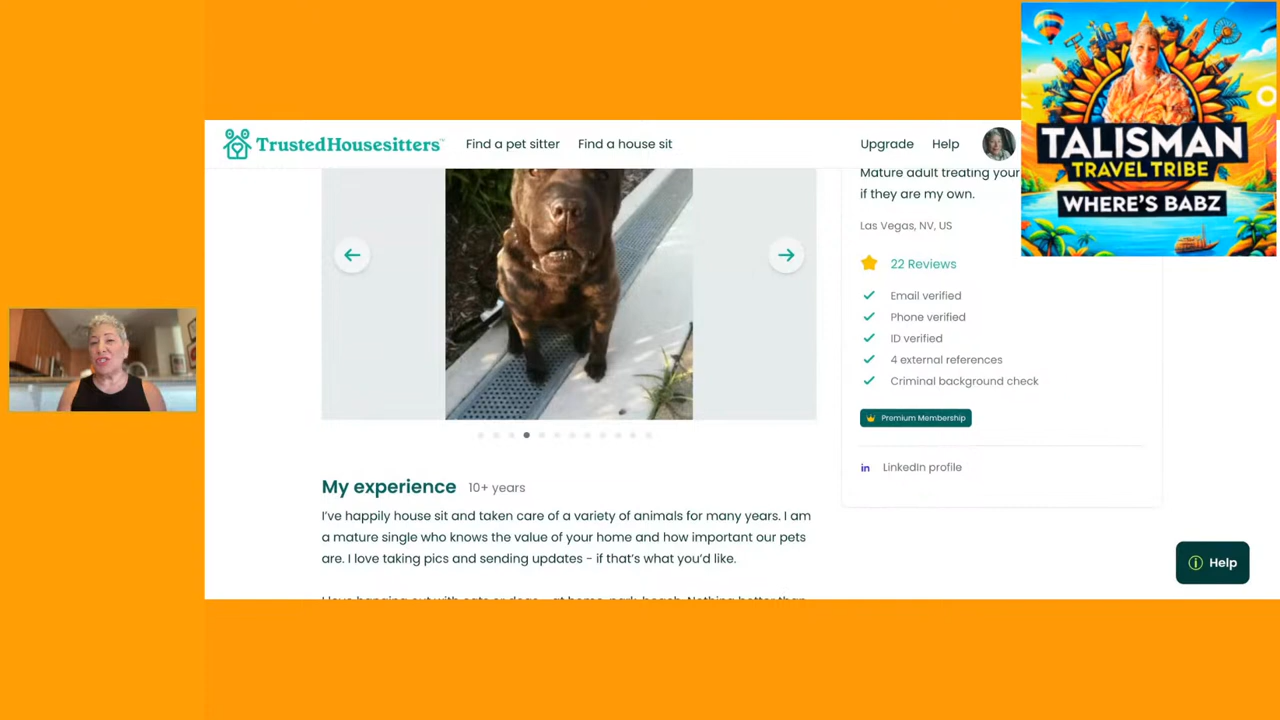 TrustedHousesitters
Find a pet sitter
Find a house sit
Upgrade
Help
TALISMAN
TRAVEL TRIBE
WHERE'S BABZ
Mature adult treating your
if they are my own.
Las Vegas, NV, US
22 Reviews
Email verified
Phone verified
ID verified
4 external references
Criminal background check
Premium Membership
in LinkedIn profile
My experience 10+ years
I've happily house sit and taken care of a variety of animals for many years. I am
a mature single who knows the value of your home and how important our pets
are. I love taking pics and sending updates - if that's what you'd like.
Help